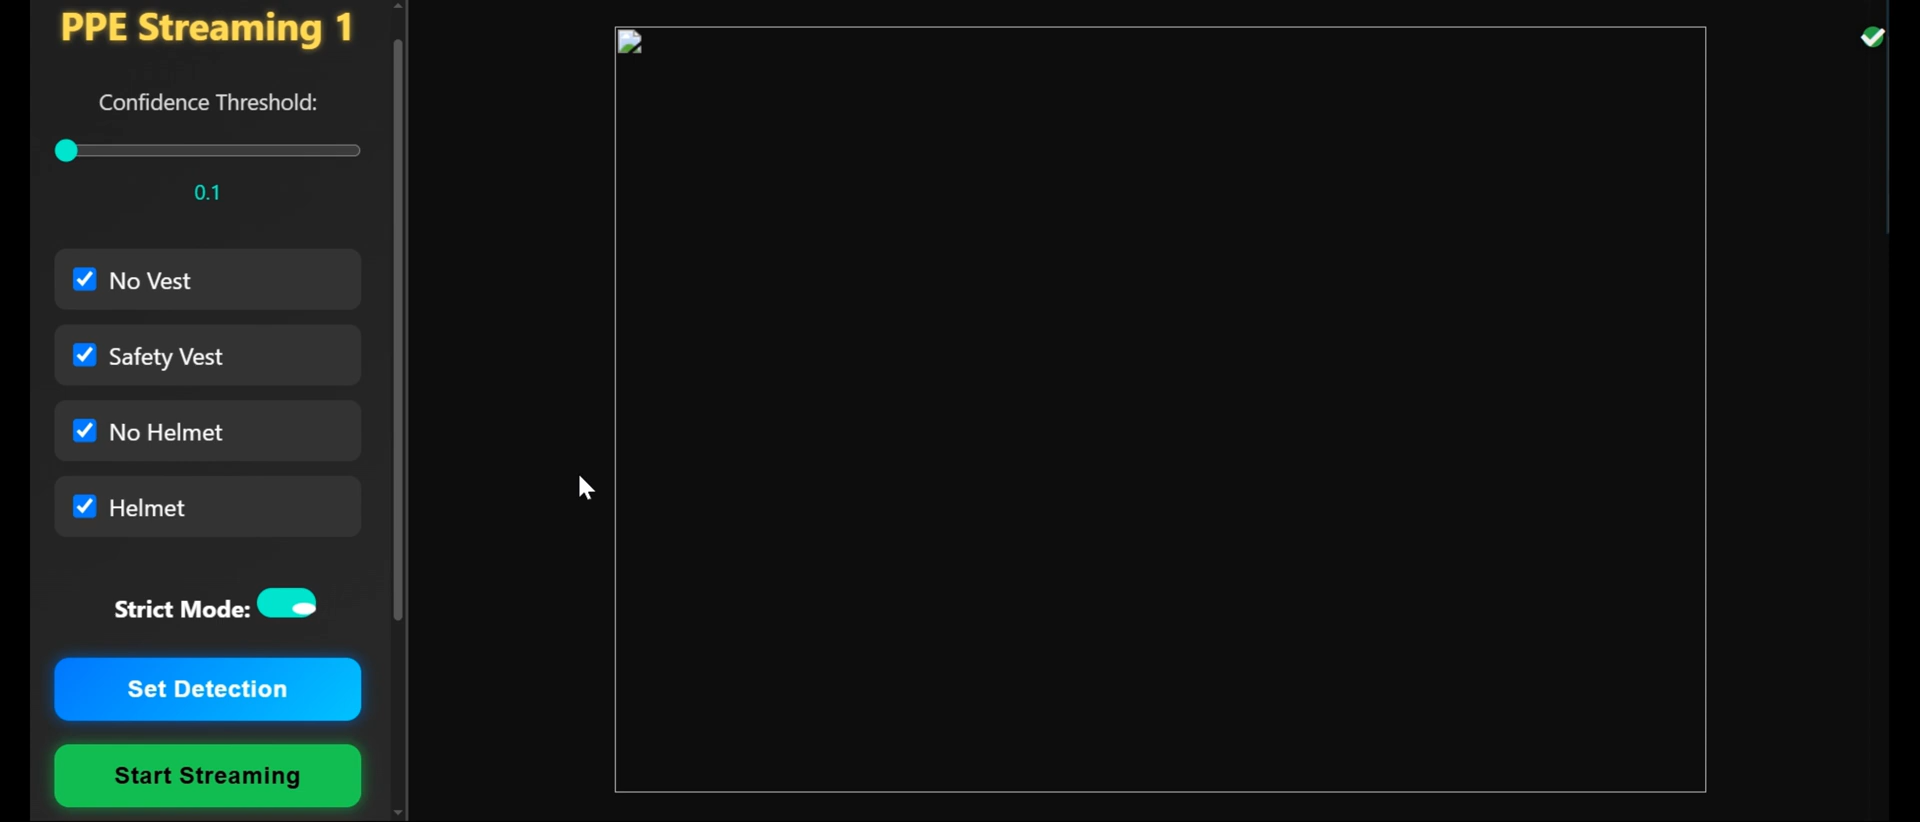 PPE Streaming 1
Confidence Threshold:
0.1
No Vest
Safety Vest
No Helmet
Helmet
Strict Mode:
Set Detection
Start Streaming